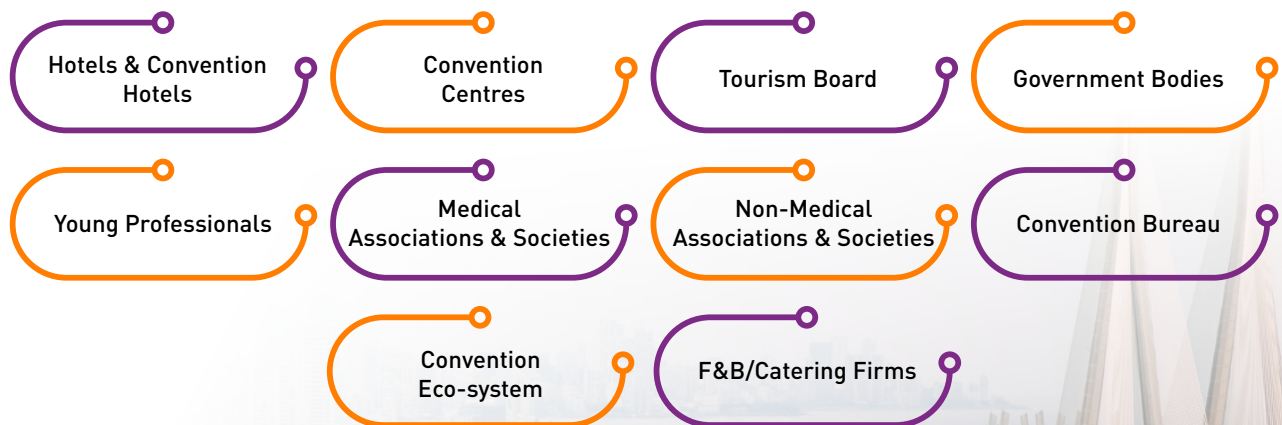 Hotels & Convention
Hotels
Convention
Centres
Tourism Board
Government Bodies
Young Professionals
Medical
Associations & Societies
Non-Medical
Associations & Societies
Convention Bureau
Convention
Eco-system
F&B/Catering Firms